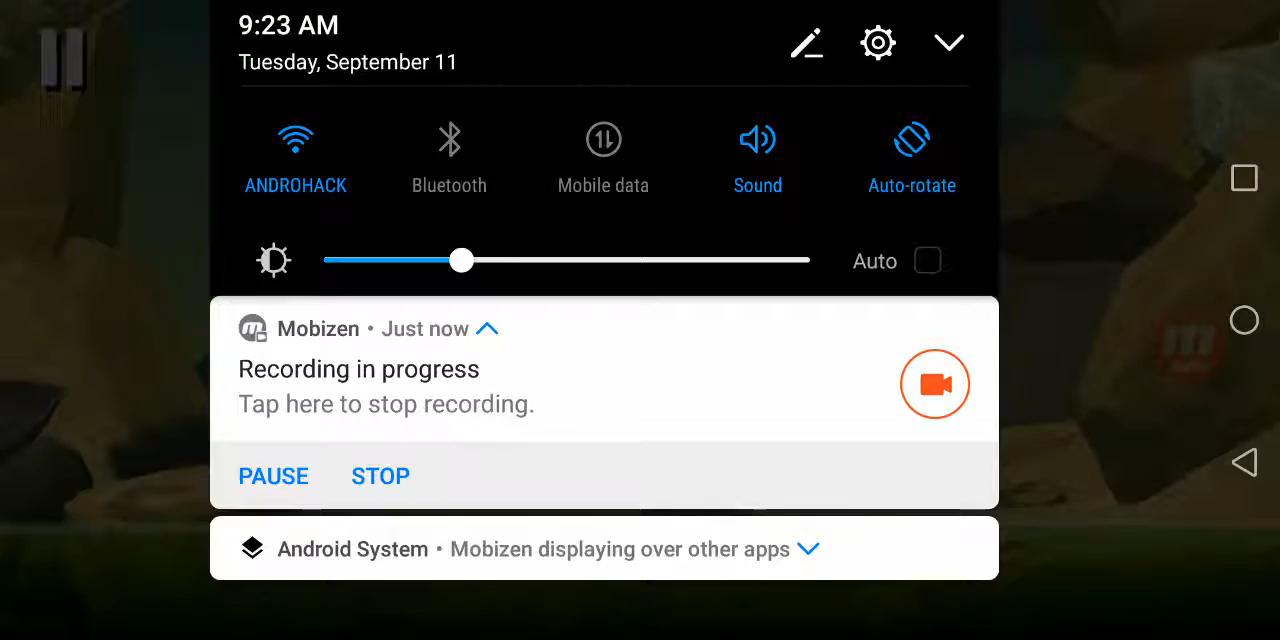 9:23 AM
Tuesday, September 11
ANDROHACK
Bluetooth
Mobile data
Sound
Auto-rotate
Auto
Mobizen • Just now
Recording in progress
Tap here to stop recording.
PAUSE STOP
Android System • Mobizen displaying over other apps